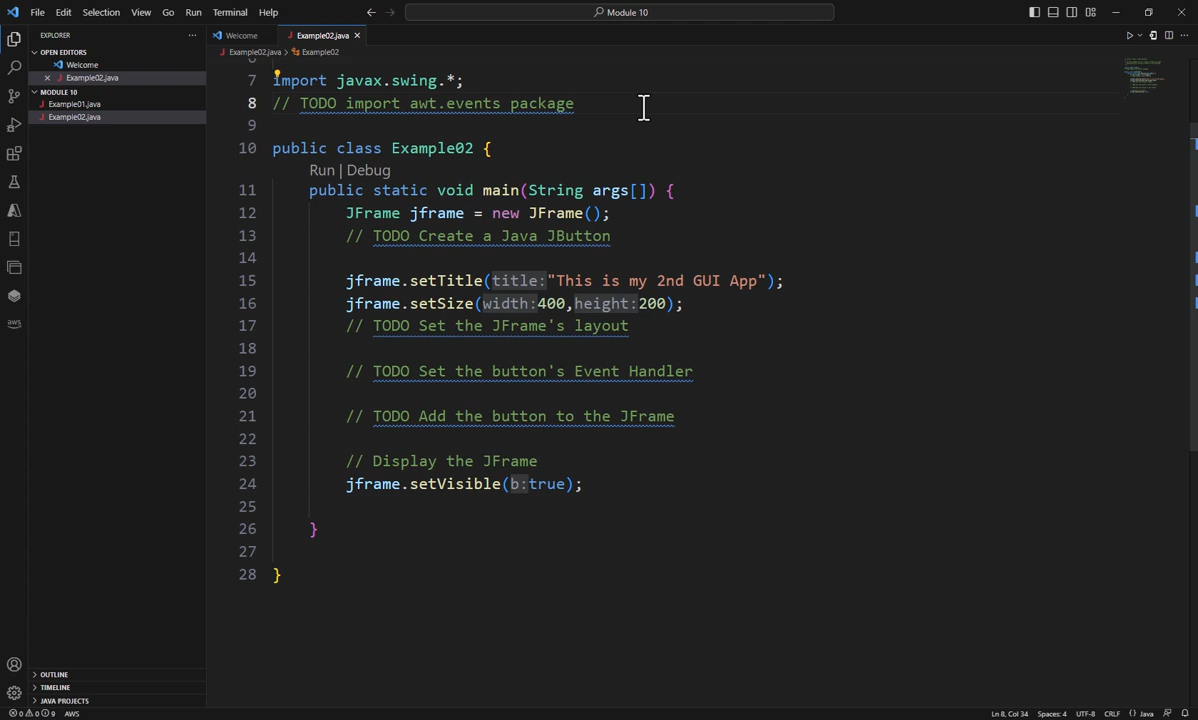 File Edit Selection View Go Run Terminal Help
Module 10
EXPLORER
Welcome
Example02.java
Example02.java > Example02
OPEN EDITORS
Welcome
Example02.java
MODULE 10
Example01.java
Example02.java
7 import javax.swing.*;
8 // TODO import awt.events package
9
10 public class Example02 {
Run | Debug
11 public static void main(String args[]) {
12 JFrame jframe = new JFrame();
13 // TODO Create a Java JButton
14
15 jframe.setTitle(title:"This is my 2nd GUI App");
16 jframe.setSize(width:400,height:200);
17 // TODO Set the JFrame's layout
18
19 // TODO Set the button's Event Handler
20
21 // TODO Add the button to the JFrame
22
23 // Display the JFrame
24 jframe.setVisible(b:true);
25
26 }
27
28 }
aws
OUTLINE
TIMELINE
JAVA PROJECTS
0 0 9 AWS
Ln 8, Col 34 Spaces: 4 UTF-8 CRLF {} Java